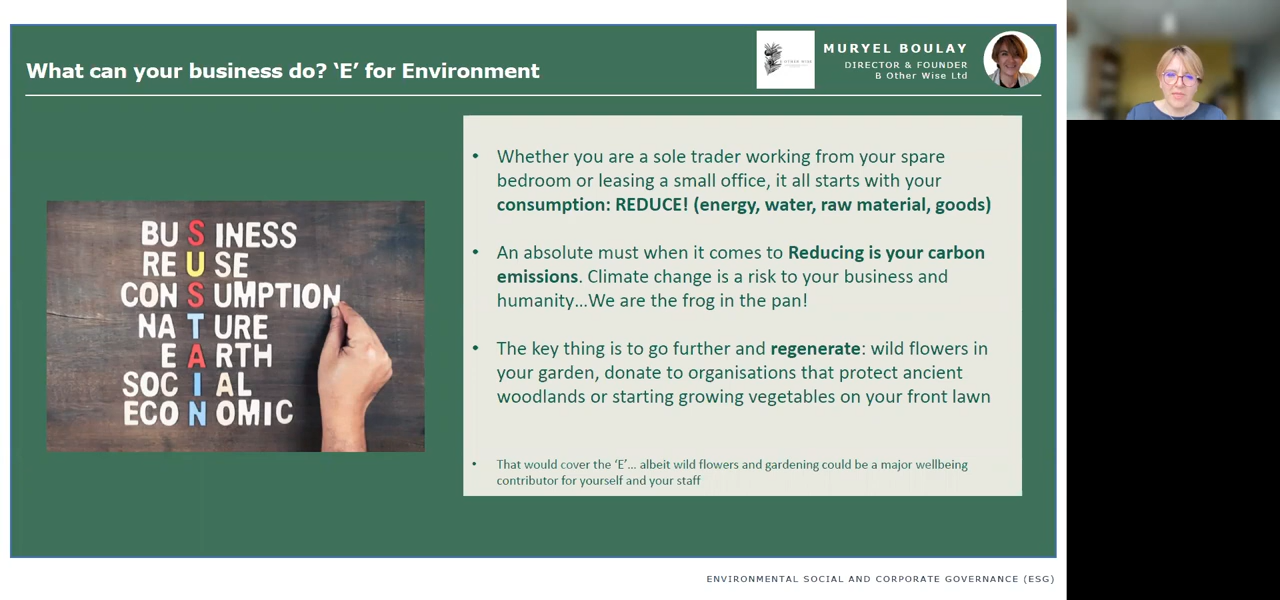 What can your business do? ‘E’ for Environment
B OTHER WISE
MURYEL BOULAY
DIRECTOR & FOUNDER
B Other Wise Ltd
BUSINESS
REUSE
CONSUMPTION
NATURE
EARTH
SOCIAL
ECONOMIC
• Whether you are a sole trader working from your spare
bedroom or leasing a small office, it all starts with your
consumption: REDUCE! (energy, water, raw material, goods)
• An absolute must when it comes to Reducing is your carbon
emissions. Climate change is a risk to your business and
humanity...We are the frog in the pan!
• The key thing is to go further and regenerate: wild flowers in
your garden, donate to organisations that protect ancient
woodlands or starting growing vegetables on your front lawn
• That would cover the ‘E’... albeit wild flowers and gardening could be a major wellbeing
contributor for yourself and your staff
ENVIRONMENTAL SOCIAL AND CORPORATE GOVERNANCE (ESG)